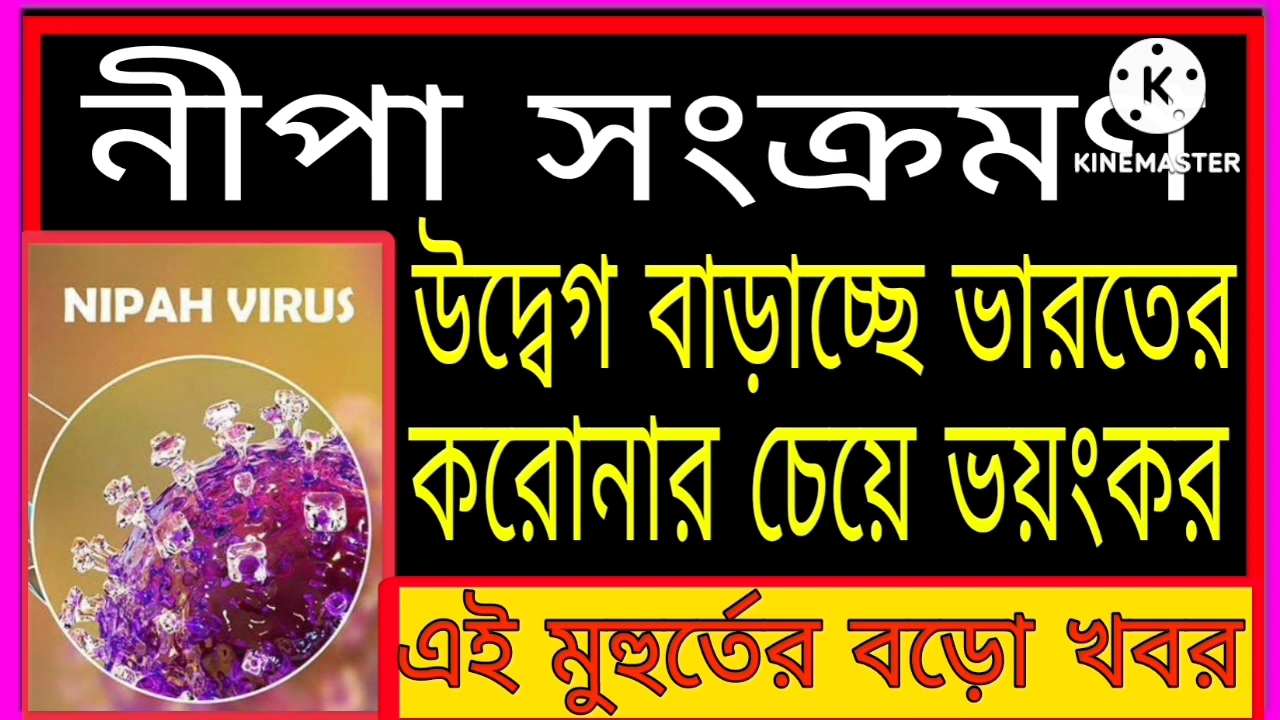 নীপা সংক্রমণ
K
KINEMASTER
উদ্বেগ বাড়াচ্ছে ভারতের
NIPAH VIRUS
করোনার চেয়ে ভয়ংকর
এই মুহুর্তের বড়ো খবর